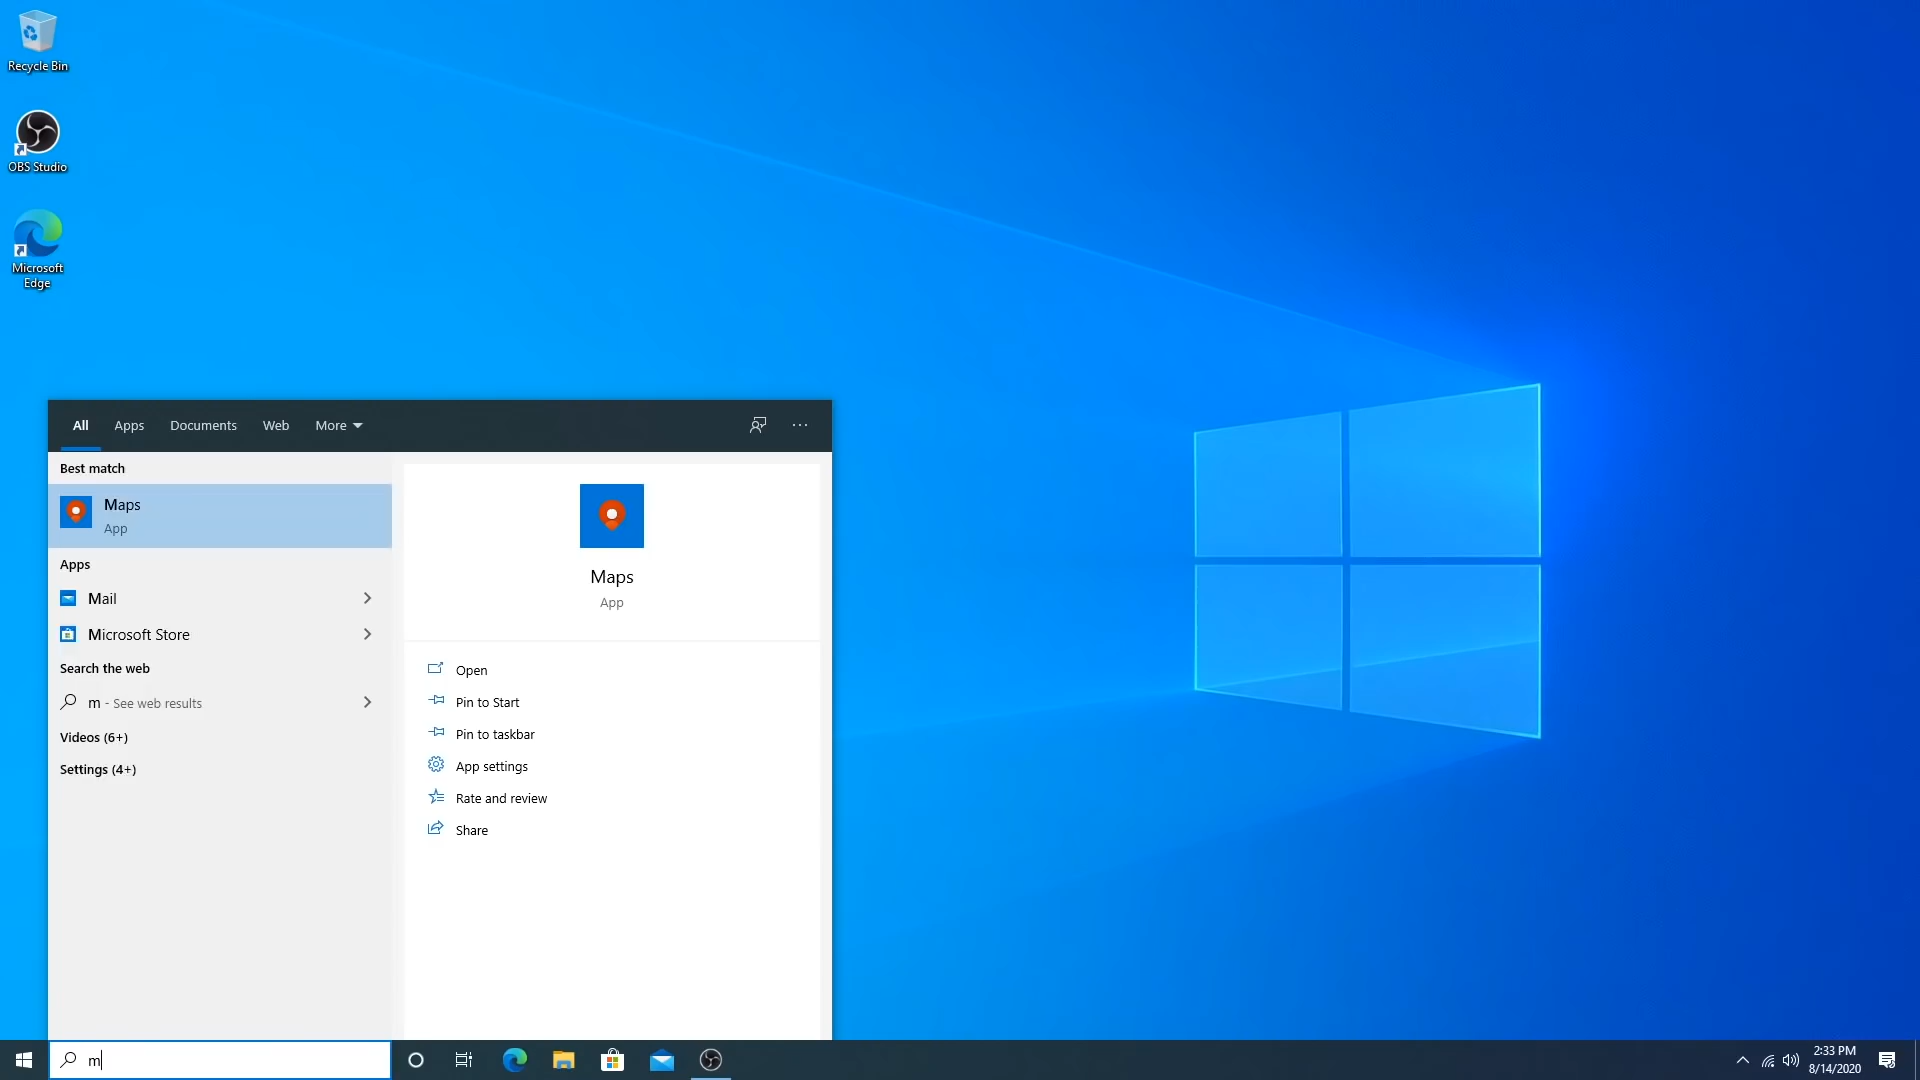 Recycle Bin
OBS Studio
Microsoft
Edge
All Apps Documents Web More
Best match
Maps
App
Apps
Mail
Microsoft Store
Search the web
m - See web results
Videos (6+)
Settings (4+)
Maps
App
Open
Pin to Start
Pin to taskbar
App settings
Rate and review
Share
m
2:33 PM
8/14/2020